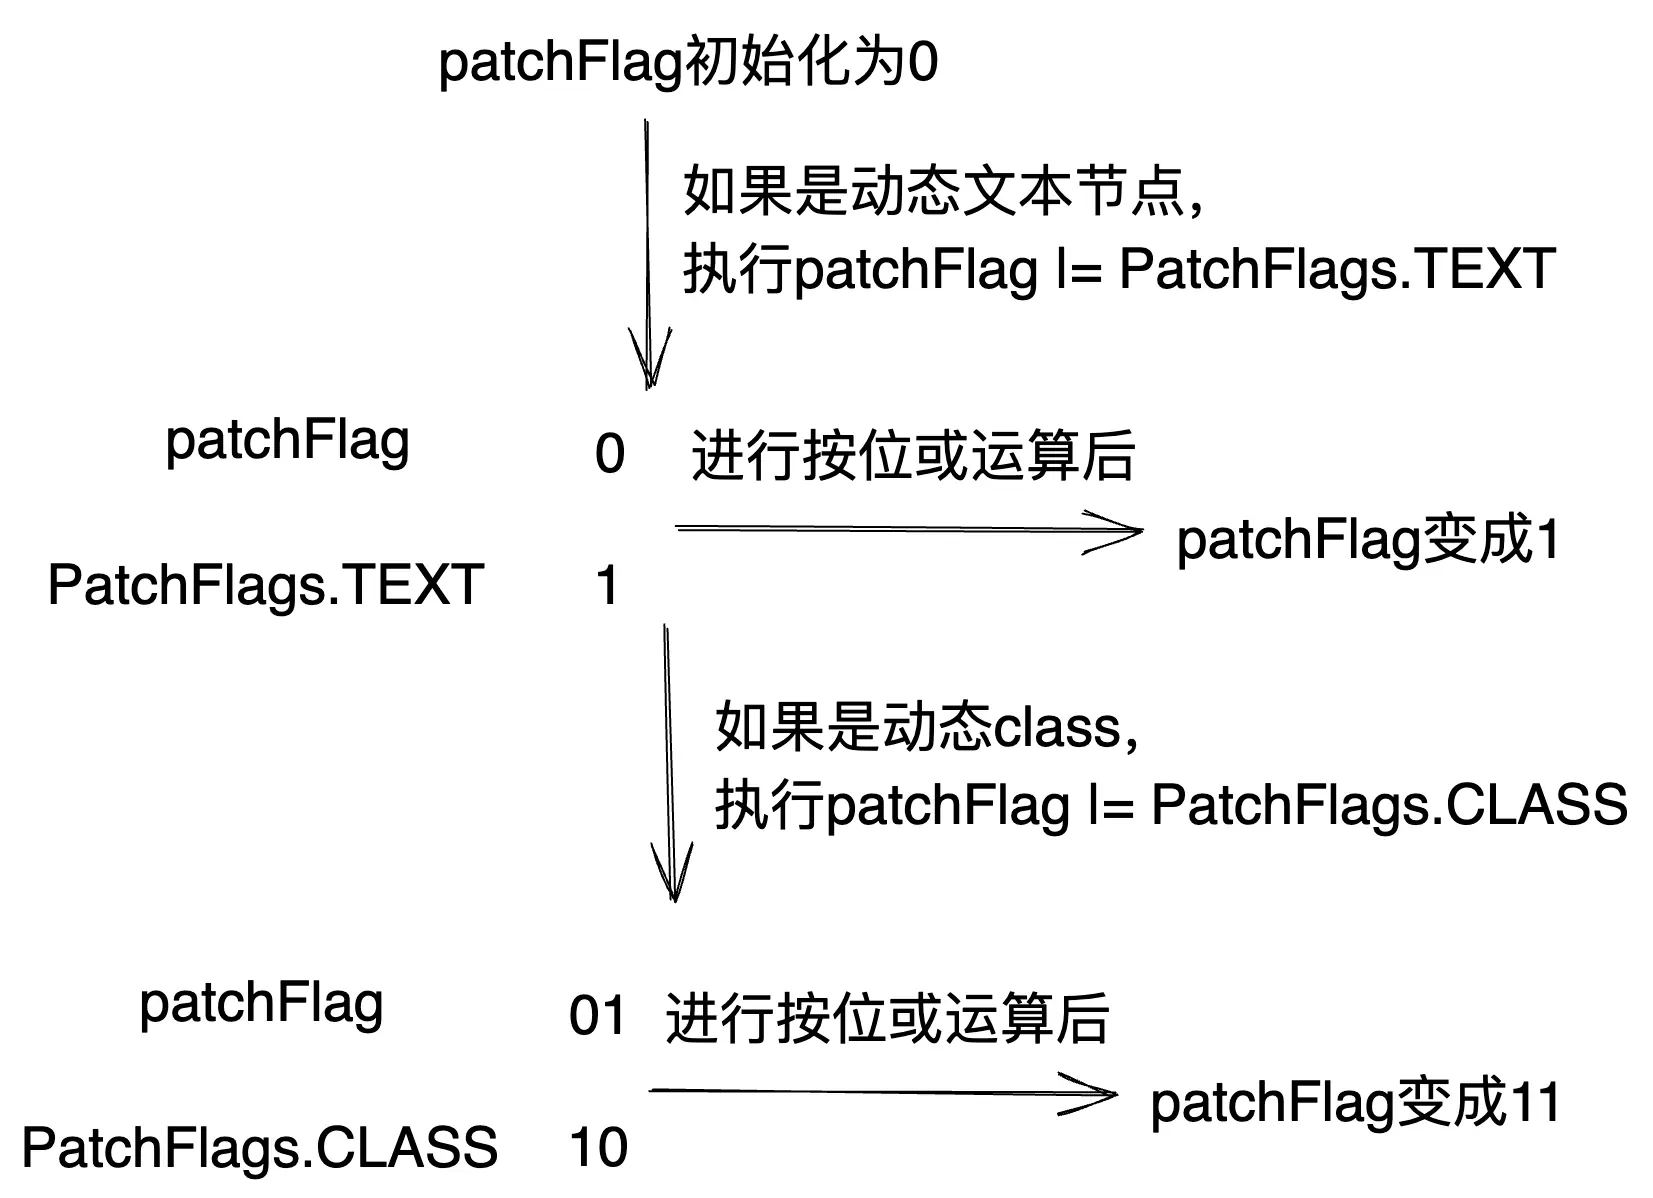 patchFlag初始化为0
如果是动态文本节点，
执行patchFlag |= PatchFlags.TEXT
patchFlag 0 进行按位或运算后
patchFlag变成1
PatchFlags.TEXT 1
如果是动态class，
执行patchFlag |= PatchFlags.CLASS
patchFlag 01 进行按位或运算后
patchFlag变成11
PatchFlags.CLASS 10